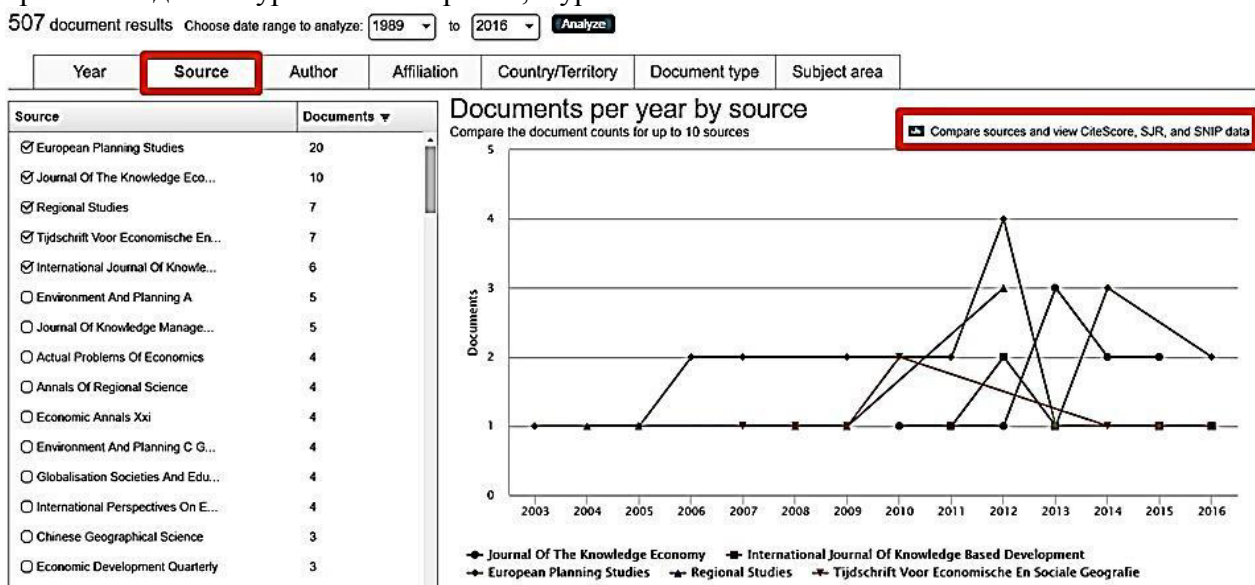 507 document results Choose date range to analyze: 1989 to 2016 Analyze
Year Source Author Affiliation Country/Territory Document type Subject area
Source Documents
European Planning Studies 20
Journal Of The Knowledge Eco... 10
Regional Studies 7
Tijdschrift Voor Economische En... 7
International Journal Of Knowle... 6
Environment And Planning A 5
Journal Of Knowledge Manage... 5
Actual Problems Of Economics 4
Annals Of Regional Science 4
Economic Annals Xxi 4
Environment And Planning C G... 4
Globalisation Societies And Edu... 4
International Perspectives On E... 4
Chinese Geographical Science 3
Economic Development Quarterly 3
Documents per year by source
Compare the document counts for up to 10 sources
Compare sources and view CiteScore, SJR, and SNIP data
5
4
3
2
1
0
Documents
2003 2004 2005 2006 2007 2008 2009 2010 2011 2012 2013 2014 2015 2016
Journal Of The Knowledge Economy International Journal Of Knowledge Based Development
European Planning Studies Regional Studies Tijdschrift Voor Economische En Sociale Geografie